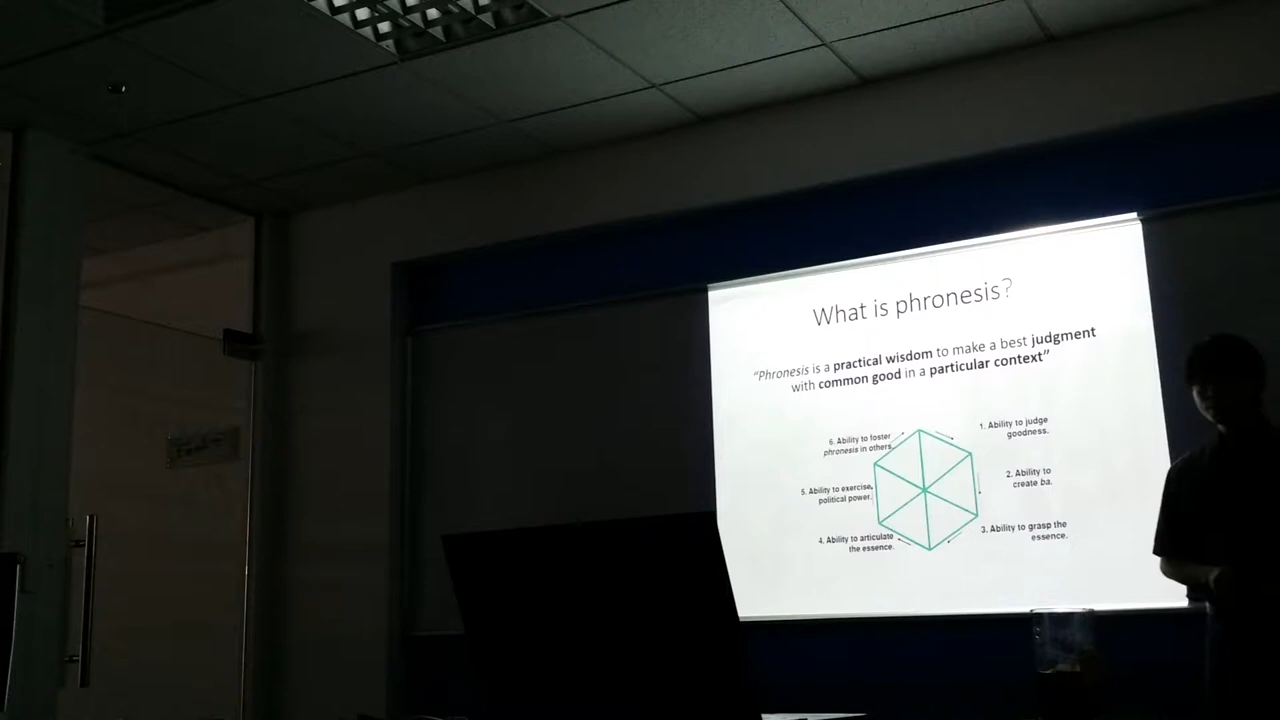 What is phronesis?
"Phronesis is a practical wisdom to make a best judgment
with common good in a particular context"
1. Ability to judge
goodness.
2. Ability to
create ba.
3. Ability to grasp the
essence.
4. Ability to articulate
the essence.
5. Ability to exercise
political power.
6. Ability to foster
phronesis in others.